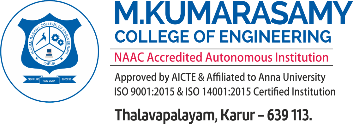 M.KUMARASAMY
COLLEGE OF ENGINEERING
NAAC Accredited Autonomous Institution
Approved by AICTE & Affiliated to Anna University
ISO 9001:2015 & ISO 14001:2015 Certified Institution
Thalavapalayam, Karur – 639 113.